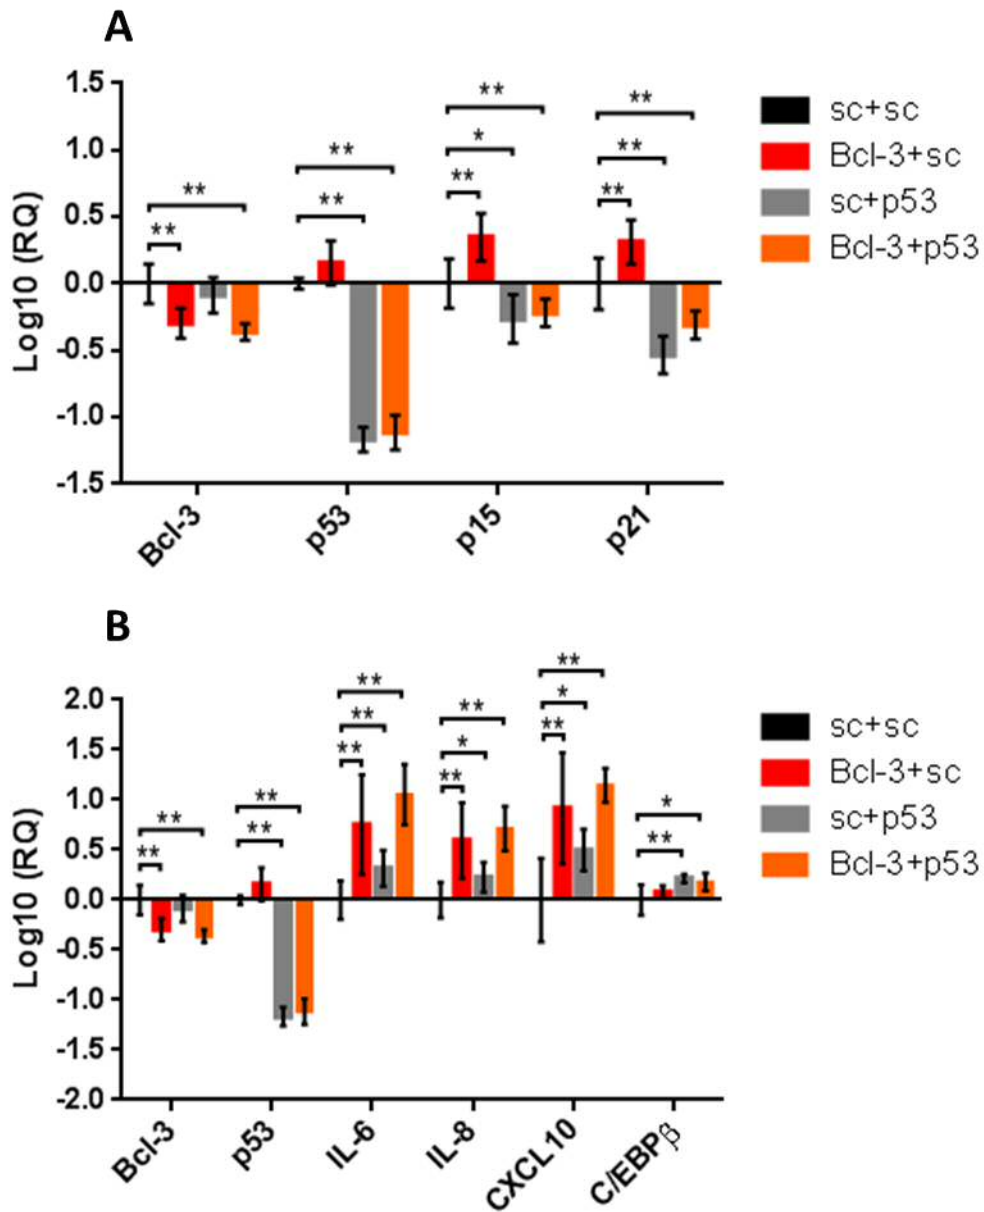 A
1.5
1.0
0.5
0.0
-0.5
-1.0
-1.5
Log10 (RQ)
** **
** **
** * **
** ** **
Bcl-3 p53 p15 p21
sc+sc
Bcl-3+sc
sc+p53
Bcl-3+p53
B
2.0
1.5
1.0
0.5
0.0
-0.5
-1.0
-1.5
-2.0
Log10 (RQ)
** **
** **
** ** **
** * **
** * **
** *
Bcl-3 p53 IL-6 IL-8 CXCL10 C/EBPβ
sc+sc
Bcl-3+sc
sc+p53
Bcl-3+p53